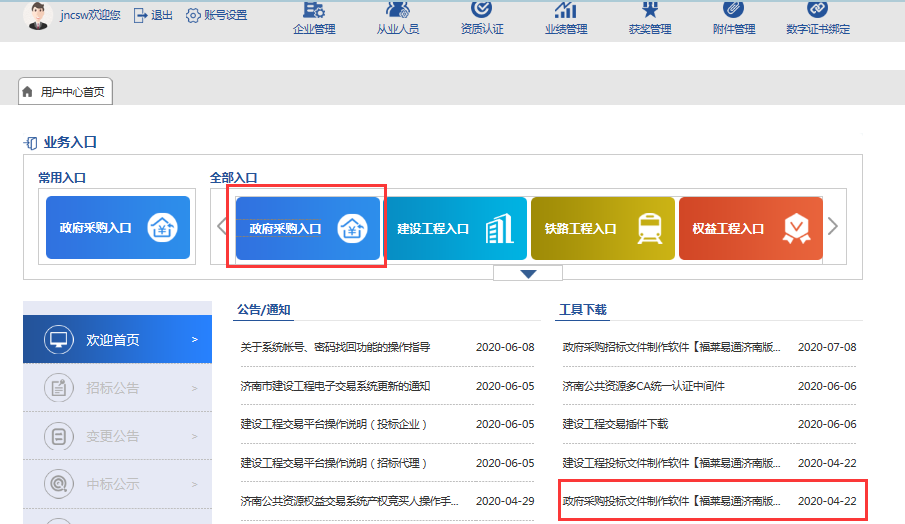 jncsw欢迎您 退出 账号设置 企业管理 从业人员 资质认证 业绩管理 获奖管理 附件管理 数字证书绑定
用户中心首页
业务入口
常用入口 全部入口
政府采购入口 政府采购入口 建设工程入口 铁路工程入口 权益工程入口
公告/通知 工具下载
欢迎首页 >
关于系统帐号、密码找回功能的操作指导 2020-06-08 政府采购招标文件制作软件【福莱易通济南版... 2020-07-08
招标公告 > 济南市建设工程电子交易系统更新的通知 2020-06-05 济南公共资源多CA统一认证中间件 2020-06-06
变更公告 > 建设工程交易平台操作说明（投标企业） 2020-06-05 建设工程交易插件下载 2020-06-06
建设工程交易平台操作说明（招标代理） 2020-06-05 建设工程投标文件制作软件【福莱易通济南版... 2020-04-22
中标公示 > 济南公共资源权益交易系统产权竞买人操作手... 2020-04-29 政府采购投标文件制作软件【福莱易通济南版... 2020-04-22